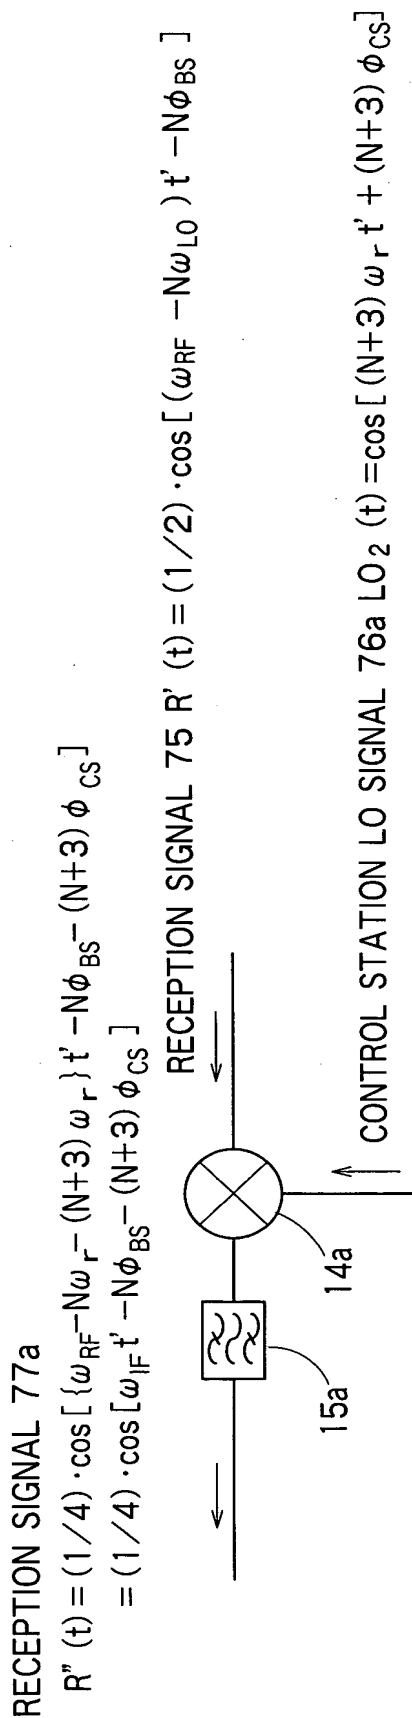 RECEPTION SIGNAL 77a
R" (t) = (1/4) · cos [ {ω_RF - Nω_r - (N+3) ω_r } t' - Nϕ_BS - (N+3) ϕ_CS ]
= (1/4) · cos [ω_IF t' - Nϕ_BS - (N+3) ϕ_CS ]
RECEPTION SIGNAL 75 R' (t) = (1/2) · cos [ (ω_RF - Nω_LO ) t' - Nϕ_BS ]
15a
14a
CONTROL STATION LO SIGNAL 76a LO_2 (t) = cos [ (N+3) ω_r t' + (N+3) ϕ_CS ]